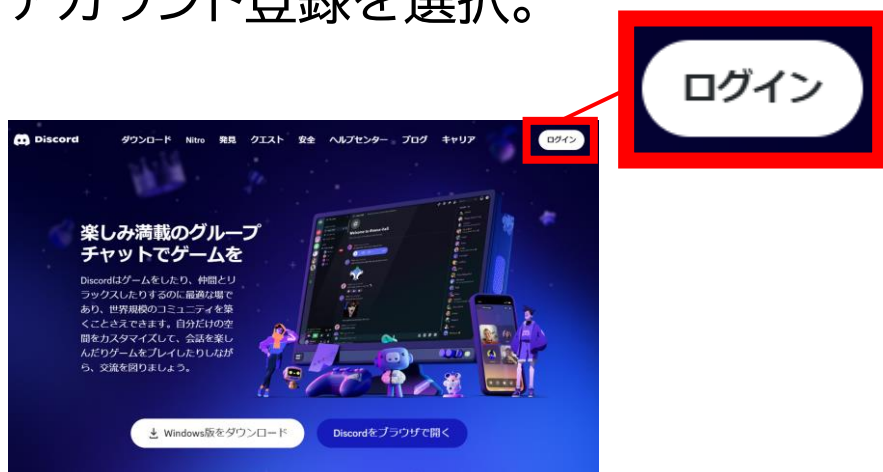 アカウント登録を選択。
ログイン
Discord ダウンロード Nitro 発見 クエスト 安全 ヘルプセンター ブログ キャリア ログイン
楽しみ満載のグループ
チャットでゲームを
Discordはゲームをしたり、仲間とリ
ラックスしたりするのに最適な場で
あり、世界規模のコミュニティを築
くことさえできます。自分だけの空
間をカスタマイズして、会話を楽し
んだりゲームをプレイしたりしなが
ら、交流を図りましょう。
Windows版をダウンロード
Discordをブラウザで開く